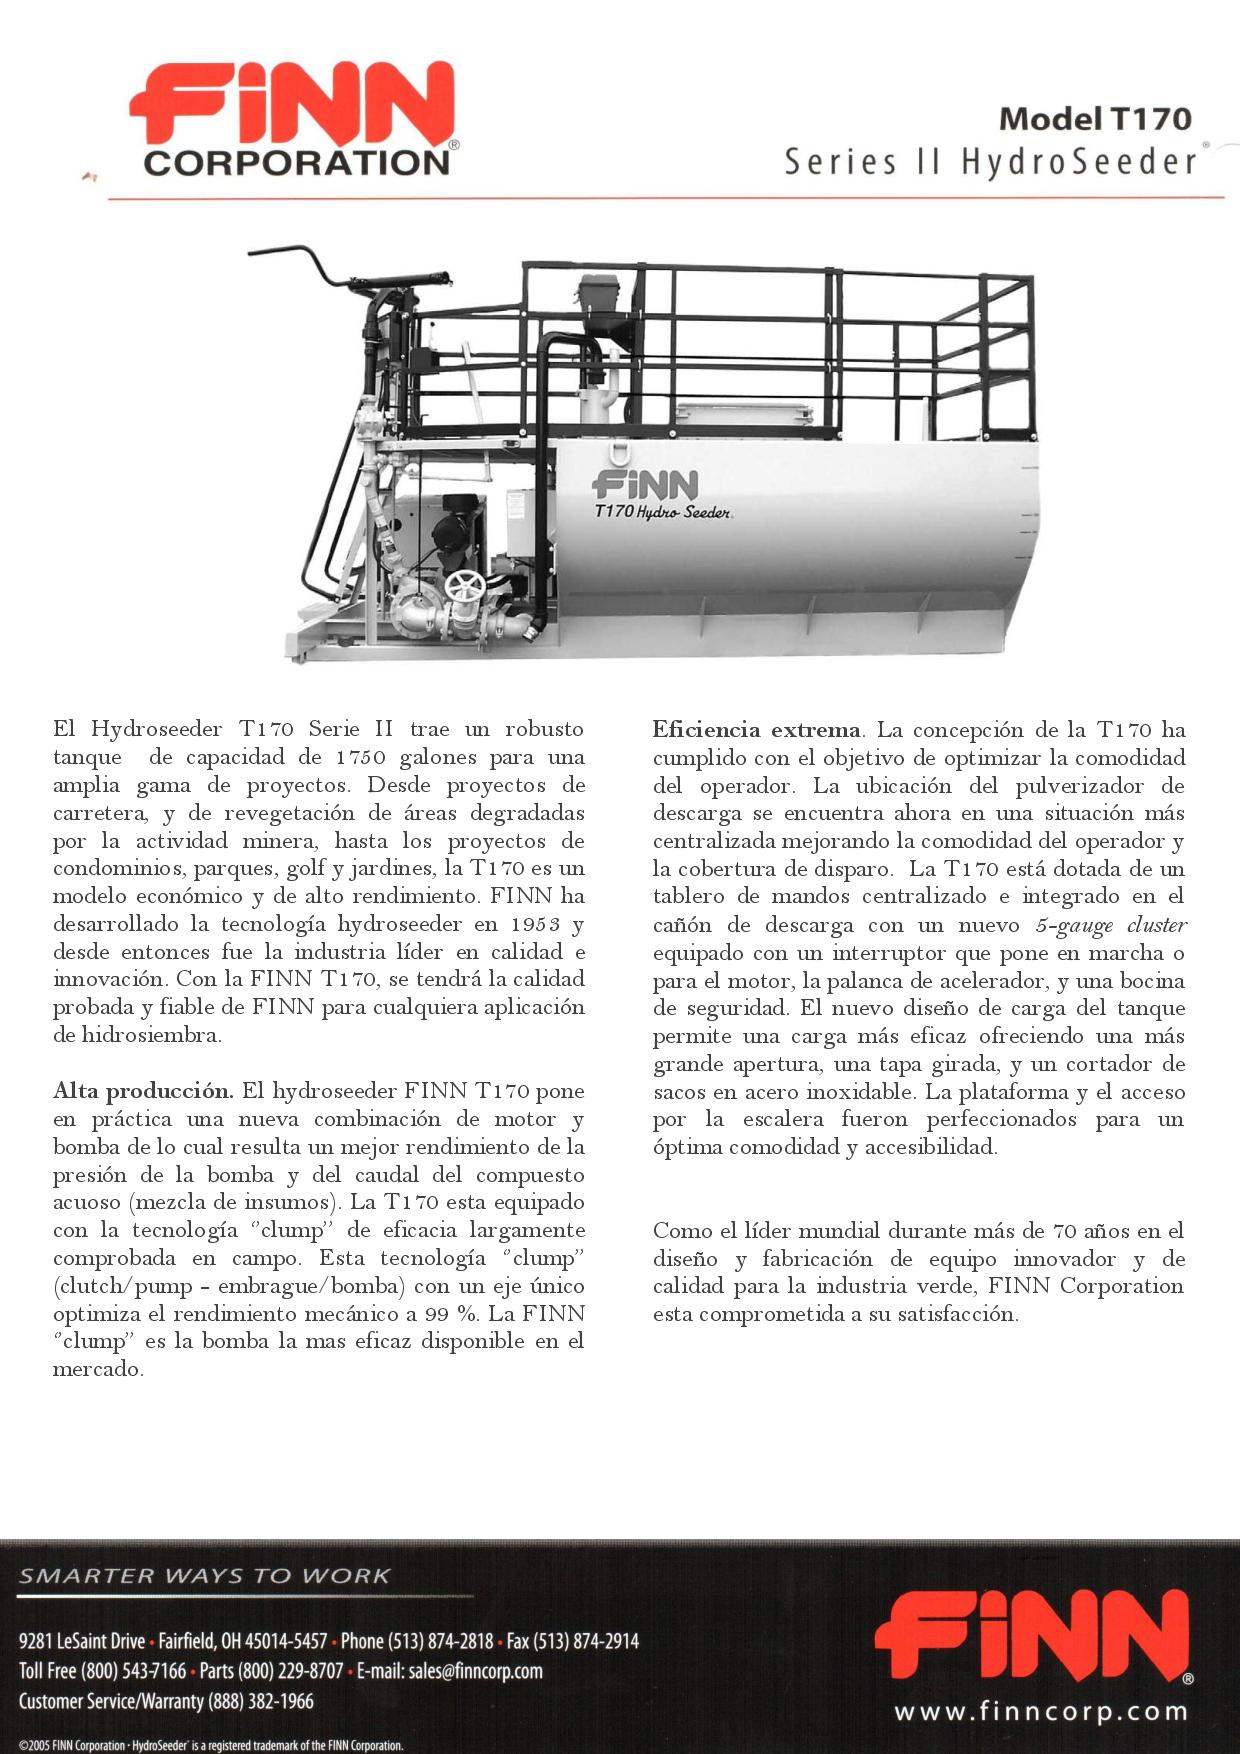 FiNN®
CORPORATION
Model T170
Series II HydroSeeder®
FiNN
T170 Hydro Seeder.
El Hydroseeder T170 Serie II trae un robusto
tanque de capacidad de 1750 galones para una
amplia gama de proyectos. Desde proyectos de
carretera, y de revegetación de áreas degradadas
por la actividad minera, hasta los proyectos de
condominios, parques, golf y jardines, la T170 es un
modelo económico y de alto rendimiento. FINN ha
desarrollado la tecnología hydroseeder en 1953 y
desde entonces fue la industria líder en calidad e
innovación. Con la FINN T170, se tendrá la calidad
probada y fiable de FINN para cualquiera aplicación
de hidrosiembra.
Alta producción. El hydroseeder FINN T170 pone
en práctica una nueva combinación de motor y
bomba de lo cual resulta un mejor rendimiento de la
presión de la bomba y del caudal del compuesto
acuoso (mezcla de insumos). La T170 esta equipado
con la tecnología ‘’clump’’ de eficacia largamente
comprobada en campo. Esta tecnología ‘’clump’’
(clutch/pump – embrague/bomba) con un eje único
optimiza el rendimiento mecánico a 99 %. La FINN
‘’clump’’ es la bomba la mas eficaz disponible en el
mercado.
Eficiencia extrema. La concepción de la T170 ha
cumplido con el objetivo de optimizar la comodidad
del operador. La ubicación del pulverizador de
descarga se encuentra ahora en una situación más
centralizada mejorando la comodidad del operador y
la cobertura de disparo. La T170 está dotada de un
tablero de mandos centralizado e integrado en el
cañón de descarga con un nuevo 5-gauge cluster
equipado con un interruptor que pone en marcha o
para el motor, la palanca de acelerador, y una bocina
de seguridad. El nuevo diseño de carga del tanque
permite una carga más eficaz ofreciendo una más
grande apertura, una tapa girada, y un cortador de
sacos en acero inoxidable. La plataforma y el acceso
por la escalera fueron perfeccionados para un
óptima comodidad y accesibilidad.
Como el líder mundial durante más de 70 años en el
diseño y fabricación de equipo innovador y de
calidad para la industria verde, FINN Corporation
esta comprometida a su satisfacción.
SMARTER WAYS TO WORK
9281 LeSaint Drive • Fairfield, OH 45014-5457 • Phone (513) 874-2818 • Fax (513) 874-2914
Toll Free (800) 543-7166 • Parts (800) 229-8707 • E-mail: sales@finncorp.com
Customer Service/Warranty (888) 382-1966
©2005 FINN Corporation · HydroSeeder® is a registered trademark of the FINN Corporation.
FiNN®
www.finncorp.com